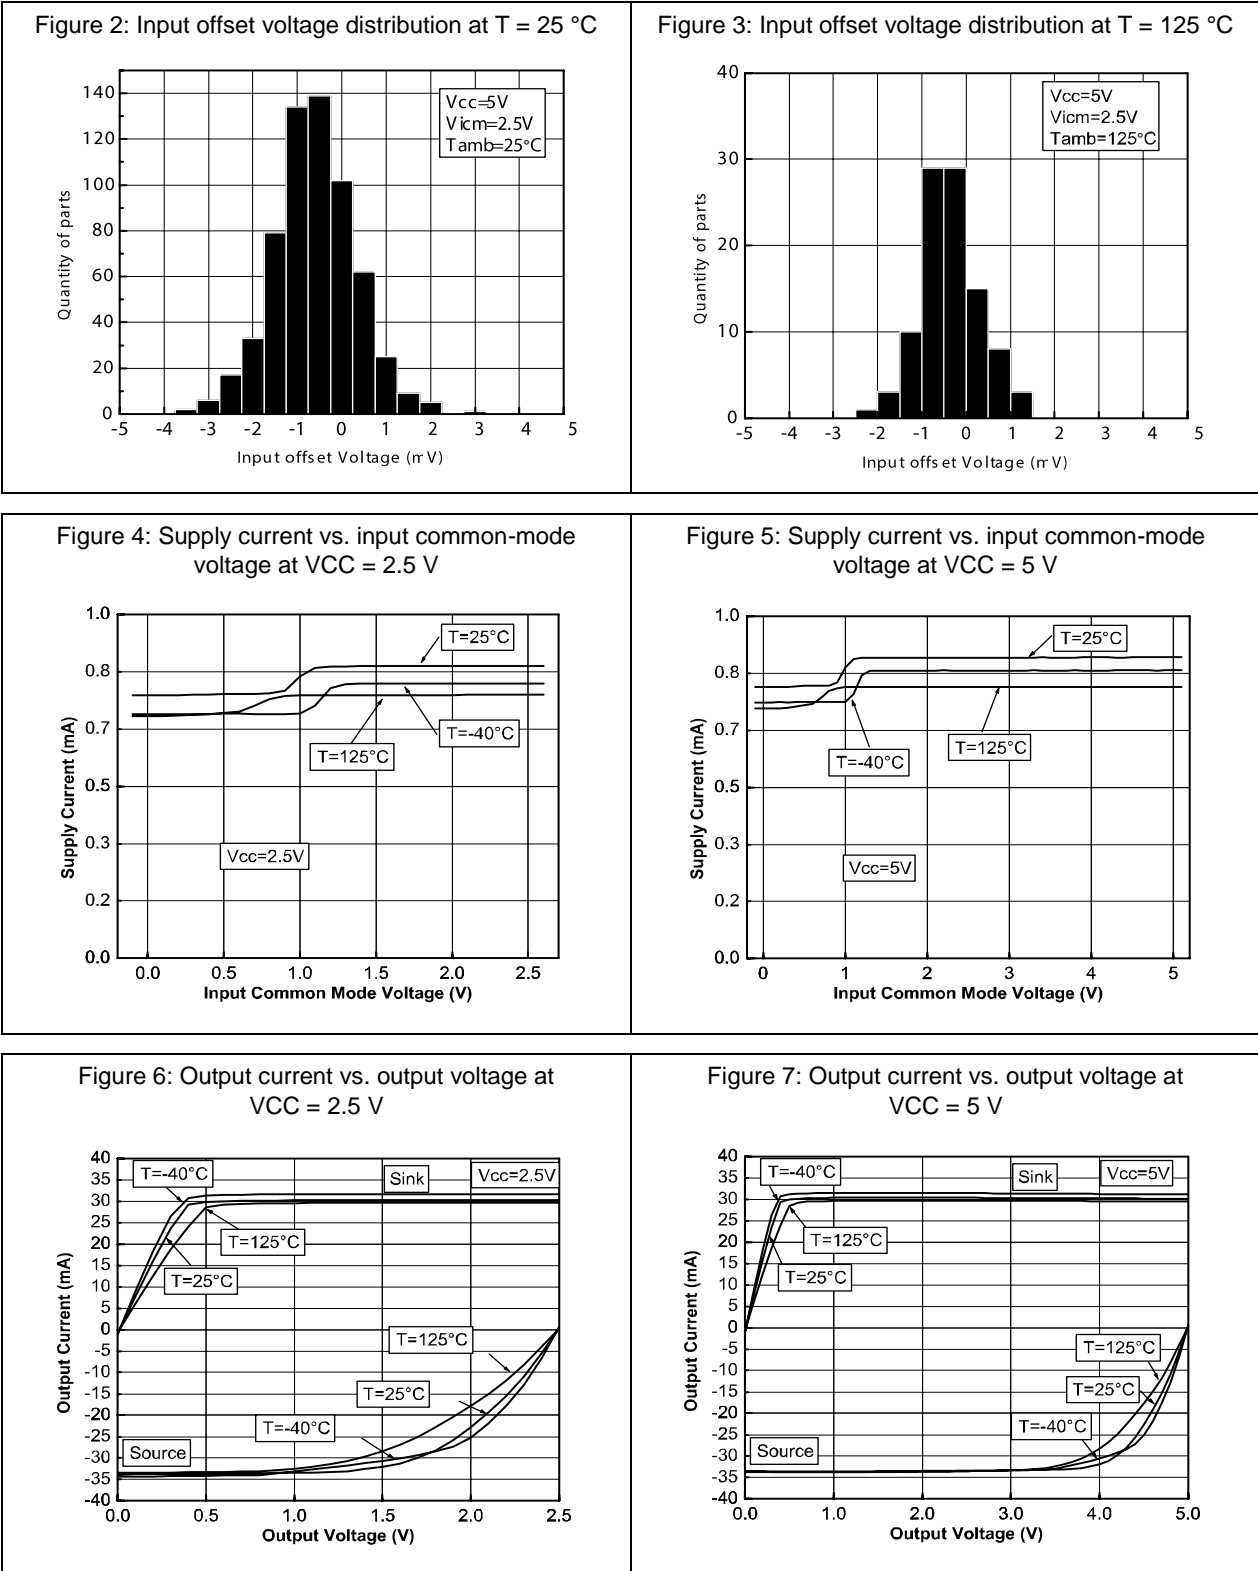 Figure 2: Input offset voltage distribution at T = 25 °C
140
120
100
80
60
40
20
0
Quantity of parts
Vcc=5V
Vicm=2.5V
Tamb=25°C
-5 -4 -3 -2 -1 0 1 2 3 4 5
Input offset Voltage (mV)
Figure 3: Input offset voltage distribution at T = 125 °C
40
30
20
10
0
Quantity of parts
Vcc=5V
Vicm=2.5V
Tamb=125°C
-5 -4 -3 -2 -1 0 1 2 3 4 5
Input offset Voltage (mV)
Figure 4: Supply current vs. input common-mode
voltage at VCC = 2.5 V
1.0
0.8
0.7
0.5
0.3
0.2
0.0
Supply Current (mA)
T=25°C
T=-40°C
T=125°C
Vcc=2.5V
0.0 0.5 1.0 1.5 2.0 2.5
Input Common Mode Voltage (V)
Figure 5: Supply current vs. input common-mode
voltage at VCC = 5 V
1.0
0.8
0.7
0.5
0.3
0.2
0.0
Supply Current (mA)
T=25°C
T=125°C
T=-40°C
Vcc=5V
0 1 2 3 4 5
Input Common Mode Voltage (V)
Figure 6: Output current vs. output voltage at
VCC = 2.5 V
40
35
30
25
20
15
10
5
0
-5
-10
-15
-20
-25
-30
-35
-40
Output Current (mA)
T=-40°C
Sink
Vcc=2.5V
T=125°C
T=25°C
T=125°C
T=25°C
T=-40°C
Source
0.0 0.5 1.0 1.5 2.0 2.5
Output Voltage (V)
Figure 7: Output current vs. output voltage at
VCC = 5 V
40
35
30
25
20
15
10
5
0
-5
-10
-15
-20
-25
-30
-35
-40
Output Current (mA)
T=-40°C
Sink
Vcc=5V
T=125°C
T=25°C
T=125°C
T=25°C
T=-40°C
Source
0.0 1.0 2.0 3.0 4.0 5.0
Output Voltage (V)